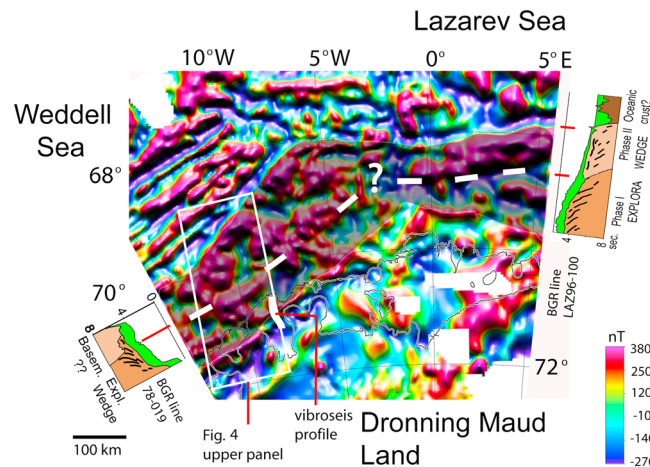 Lazarev Sea
10°W
5°W
0°
5°E
Weddell
Sea
68°
70°
72°
?
Oceanic
crust?
Phase II
WEDGE
Phase I
EXPLORA
4
8
sec.
BGR line
LAZ96-100
0
4
8
Basem.
??
Expl.
Wedge
BGR line
78-019
100 km
Fig. 4
upper panel
vibroseis
profile
Dronning Maud
Land
nT
380
250
120
-10
-140
-270